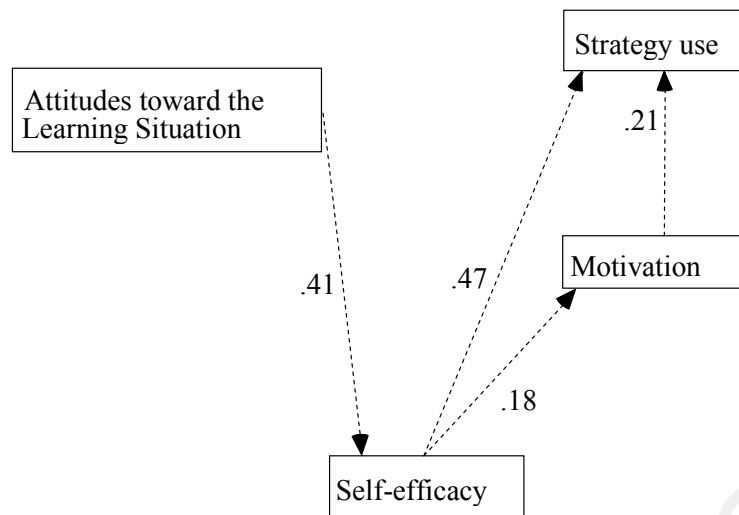 Strategy use
Attitudes toward the
Learning Situation
.21
Motivation
.41
.47
.18
Self-efficacy